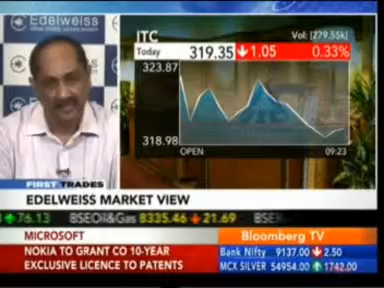 Edelweiss
ITC
Vol: [279.55k]
Today
319.35
1.05
0.33%
323.87
318.98
OPEN
09:23
FIRST TRADES
EDELWEISS MARKET VIEW
76.13 BSEOil&Gas 8335.46 21.69 BSE
MICROSOFT
NOKIA TO GRANT CO 10-YEAR
EXCLUSIVE LICENCE TO PATENTS
Bloomberg TV
Bank Nifty 9137.00 2.50
MCX SILVER 54954.00 1742.00